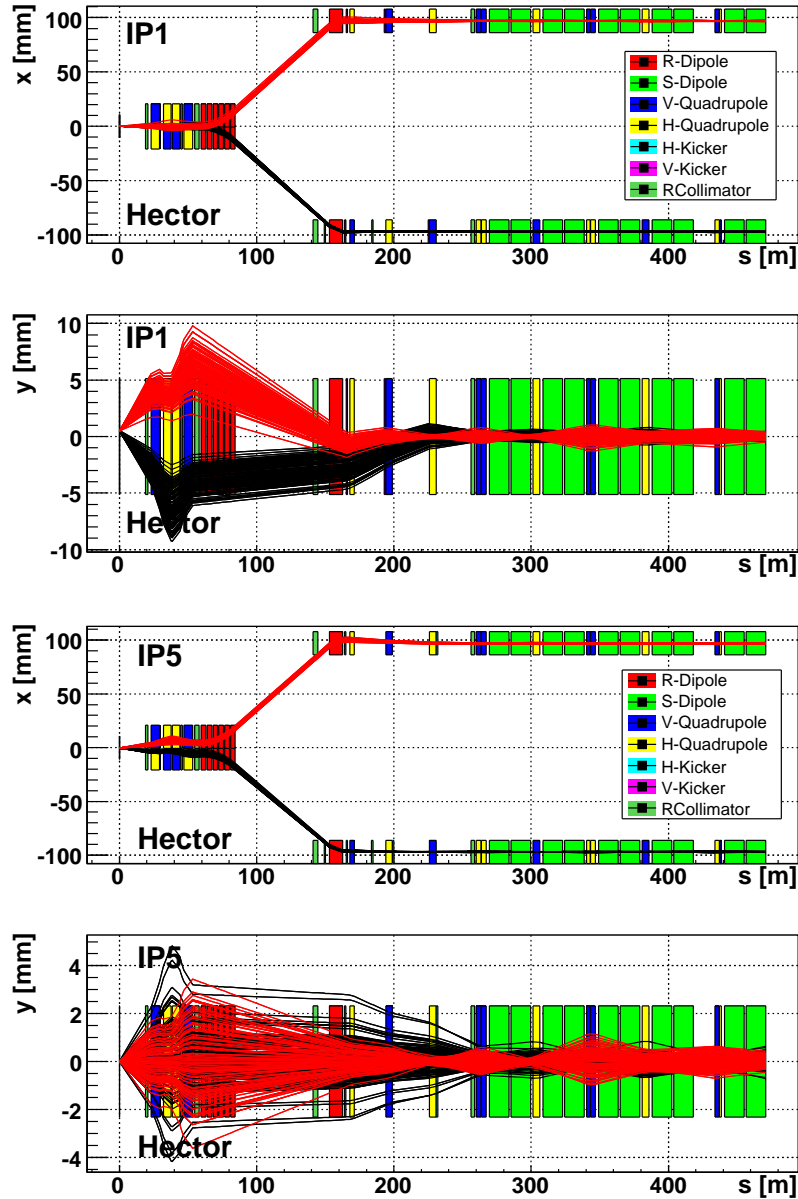 x [mm]
100
50
0
-50
-100
IP1
Hector
R-Dipole
S-Dipole
V-Quadrupole
H-Quadrupole
H-Kicker
V-Kicker
RCollimator
0 100 200 300 400
s [m]
y [mm]
10
5
0
-5
-10
IP1
Hector
0 100 200 300 400
s [m]
x [mm]
100
50
0
-50
-100
IP5
Hector
R-Dipole
S-Dipole
V-Quadrupole
H-Quadrupole
H-Kicker
V-Kicker
RCollimator
0 100 200 300 400
s [m]
y [mm]
4
2
0
-2
-4
IP5
Hector
0 100 200 300 400
s [m]